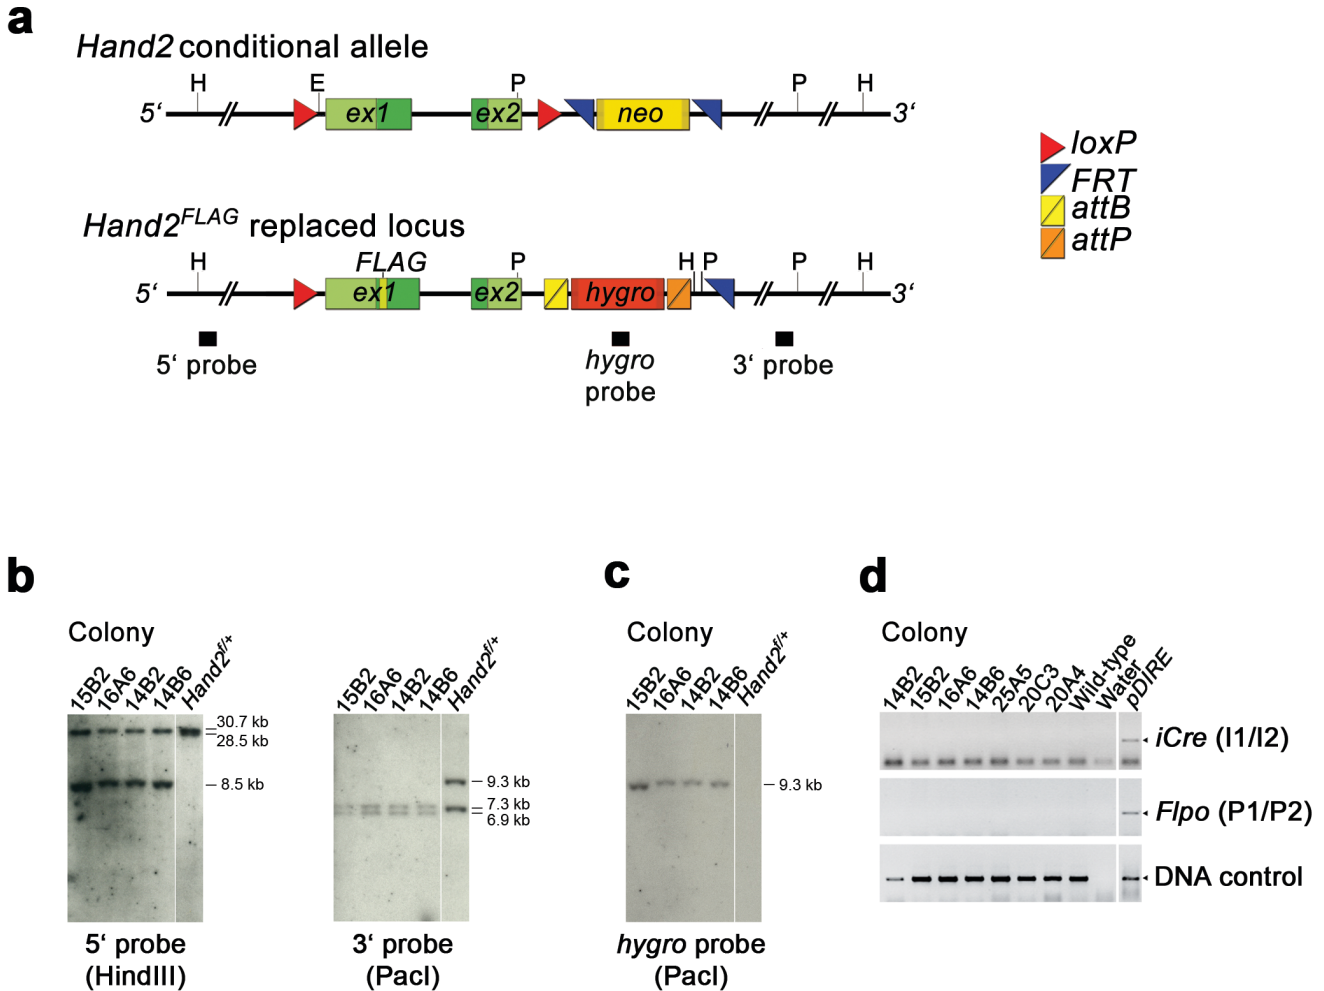 a
Hand2 conditional allele
H E P P H
5‘ ex1 ex2 neo 3‘
loxP
FRT
attB
attP
Hand2FLAG replaced locus
H FLAG P H P P H
5‘ ex1 ex2 hygro 3‘
5‘ probe
hygro
probe
3‘ probe
b
Colony
15B2 16A6 14B2 14B6 Hand2f/+
30.7 kb
28.5 kb
8.5 kb
5‘ probe
(HindIII)
15B2 16A6 14B2 14B6 Hand2f/+
9.3 kb
7.3 kb
6.9 kb
3‘ probe
(PacI)
c
Colony
15B2 16A6 14B2 14B6 Hand2f/+
9.3 kb
hygro probe
(PacI)
d
Colony
14B2 15B2 16A6 14B6 25A5 20C3 20A4 Wild-type Water pDIRE
iCre (I1/I2)
Flpo (P1/P2)
DNA control